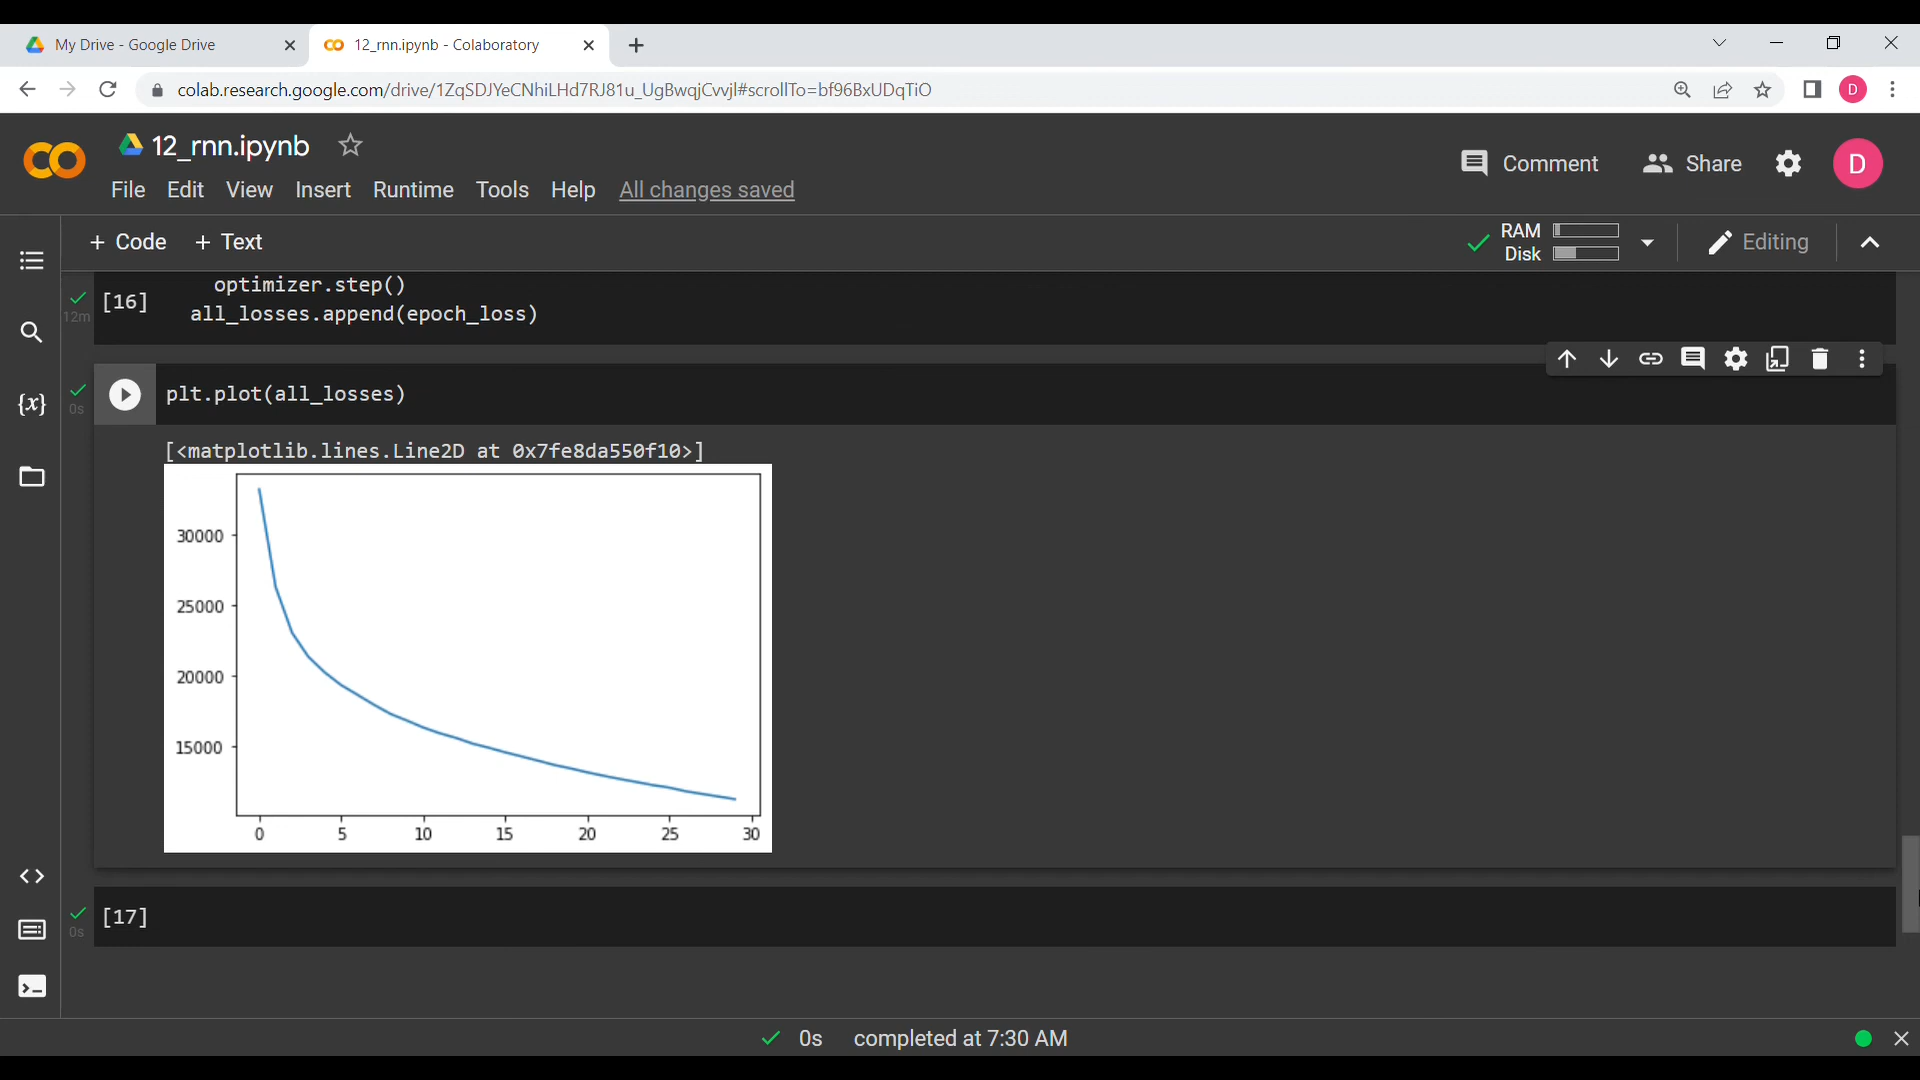 My Drive - Google Drive
12_rnn.ipynb - Colaboratory
colab.research.google.com/drive/1ZqSDJYeCNhiLHd7RJ81u_UgBwqjCvvjl#scrollTo=bf96BxUDqTiO
D
12_rnn.ipynb
Comment
Share
D
File Edit View Insert Runtime Tools Help All changes saved
+ Code + Text
RAM
Disk
Editing
optimizer.step()
[16]
12m
all_losses.append(epoch_loss)
{x}
plt.plot(all_losses)
0s
[<matplotlib.lines.Line2D at 0x7fe8da550f10>]
30000
25000
20000
15000
0 5 10 15 20 25 30
[17]
0s
0s completed at 7:30 AM